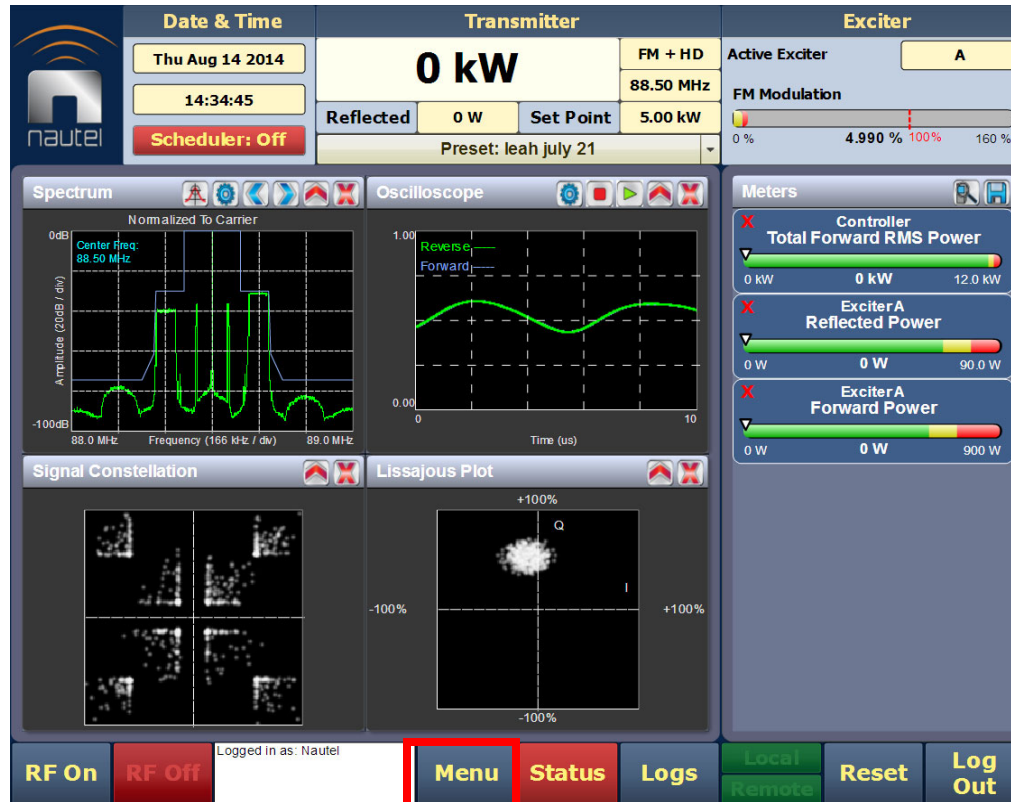 nautel
Date & Time
Thu Aug 14 2014
14:34:45
Scheduler: Off
Transmitter
0 kW
FM + HD
88.50 MHz
Reflected
0 W
Set Point
5.00 kW
Preset: leah july 21
Exciter
Active Exciter
A
FM Modulation
0 %
4.990 %
100%
160 %
Spectrum
Normalized To Carrier
0dB
Center Freq:
88.50 MHz
Amplitude (20dB / div)
-100dB
88.0 MHz
Frequency (166 kHz / div)
89.0 MHz
Oscilloscope
1.00
Reverse
Forward
0.00
0
10
Time (us)
Signal Constellation
Lissajous Plot
+100%
Q
I
-100%
+100%
-100%
Meters
Controller
Total Forward RMS Power
0 kW
0 kW
12.0 kW
Exciter A
Reflected Power
0 W
0 W
90.0 W
Exciter A
Forward Power
0 W
0 W
900 W
RF On
RF Off
Logged in as: Nautel
Menu
Status
Logs
Local
Remote
Reset
Log
Out